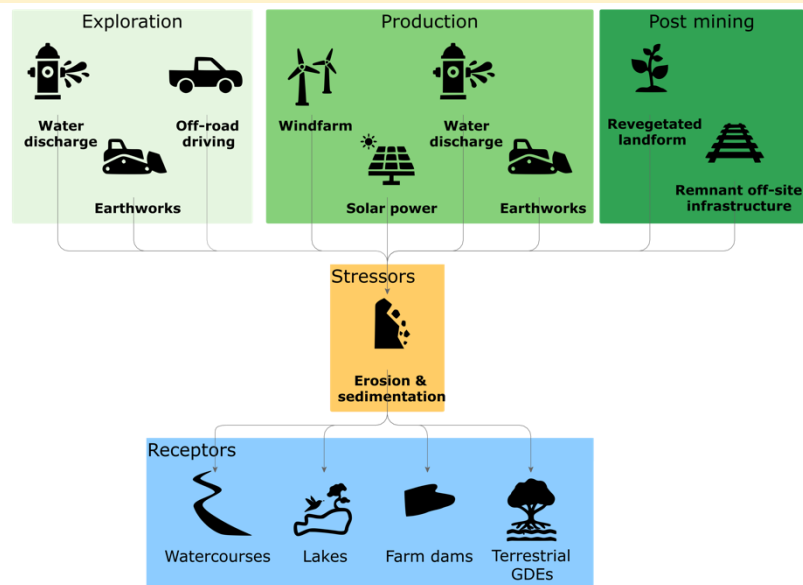 Exploration
Water
discharge
Off-road
driving
Earthworks
Production
Windfarm
Water
discharge
Solar power
Earthworks
Post mining
Revegetated
landform
Remnant off-site
infrastructure
Stressors
Erosion &
sedimentation
Receptors
Watercourses
Lakes
Farm dams
Terrestrial
GDEs